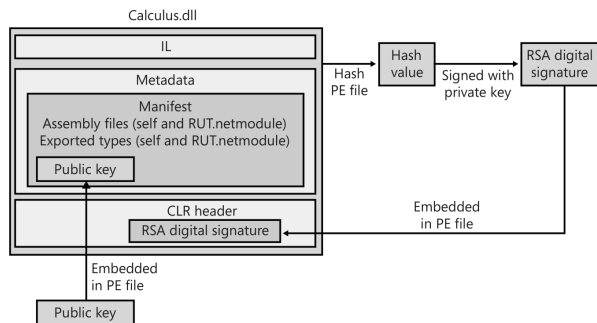 Calculus.dll
IL
Metadata
Manifest
Assembly files (self and RUT.netmodule)
Exported types (self and RUT.netmodule)
Public key
CLR header
RSA digital signature
Hash
PE file
Hash
value
Signed with
private key
RSA digital
signature
Embedded
in PE file
Embedded
in PE file
Public key